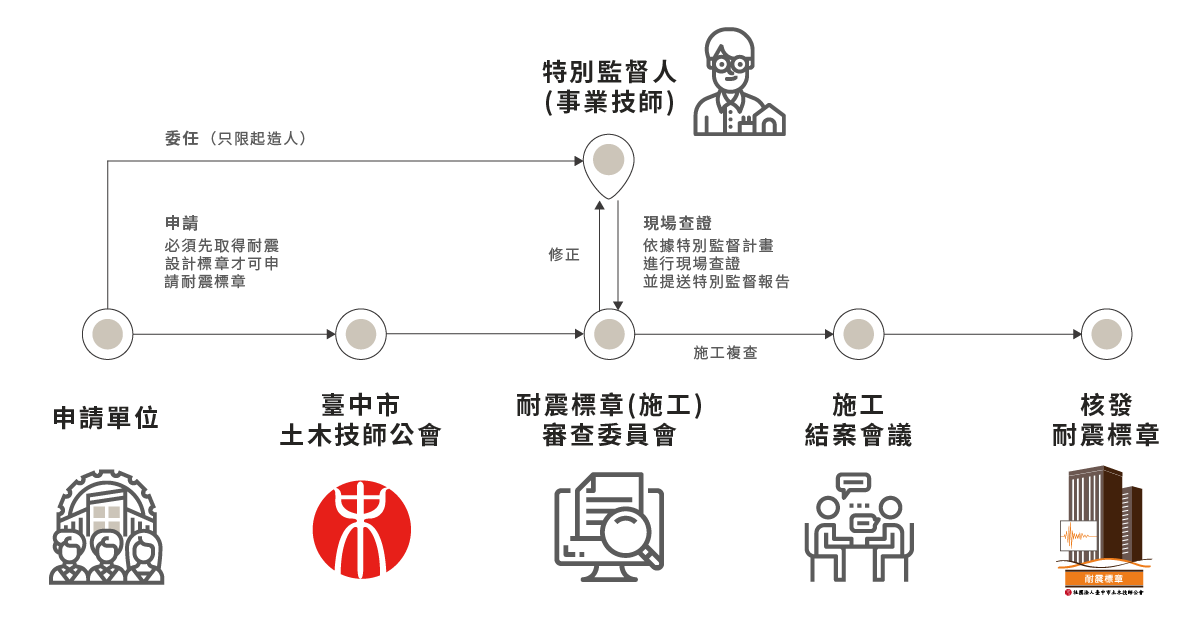 特別監督人
(事業技師)
委任（只限起造人）
申請
必須先取得耐震
設計標章才可申
請耐震標章
修正
現場查證
依據特別監督計畫
進行現場查證
並提送特別監督報告
施工複查
申請單位
臺中市
土木技師公會
耐震標章(施工)
審查委員會
施工
結案會議
核發
耐震標章
耐震標章
社團法人臺中市土木技師公會